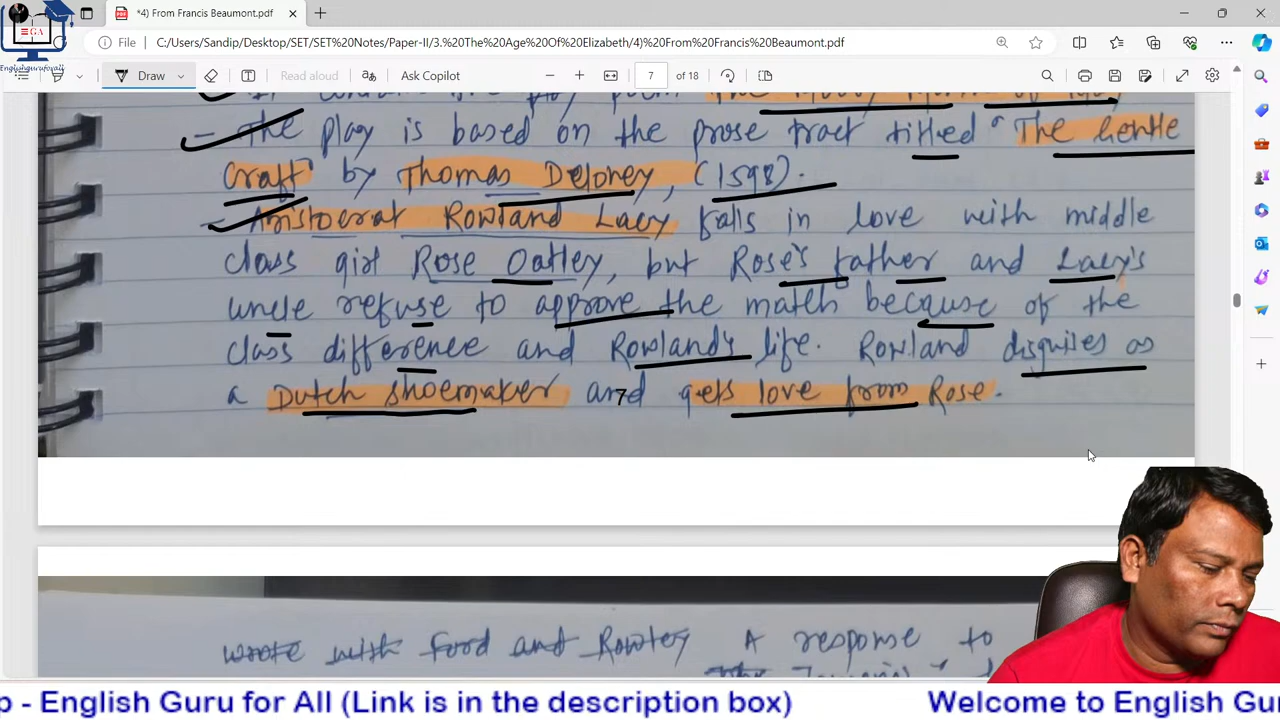 *4) From Francis Beaumont.pdf
File
C:/Users/Sandip/Desktop/SET/SET%20Notes/Paper-II/3.%20The%20Age%20Of%20Elizabeth/4)%20From%20Francis%20Beaumont.pdf
≡GA
Englishguruforall
Draw
Read aloud
Ask Copilot
7 of 18
- The play is based on the prose tract titled "The Gentle
Craft" by Thomas Deloney, (1598).
- Aristocrat Rowland Lacy falls in love with middle
class girl Rose Oatley, but Rose's father and Lacy's
uncle refuse to approve the match because of the
class difference and Rowland's life. Rowland disguises as
a Dutch shoemaker and gets love from Rose.
7
wrote with Ford and Rowley A response to
p - English Guru for All (Link is in the description box)
Welcome to English Gu